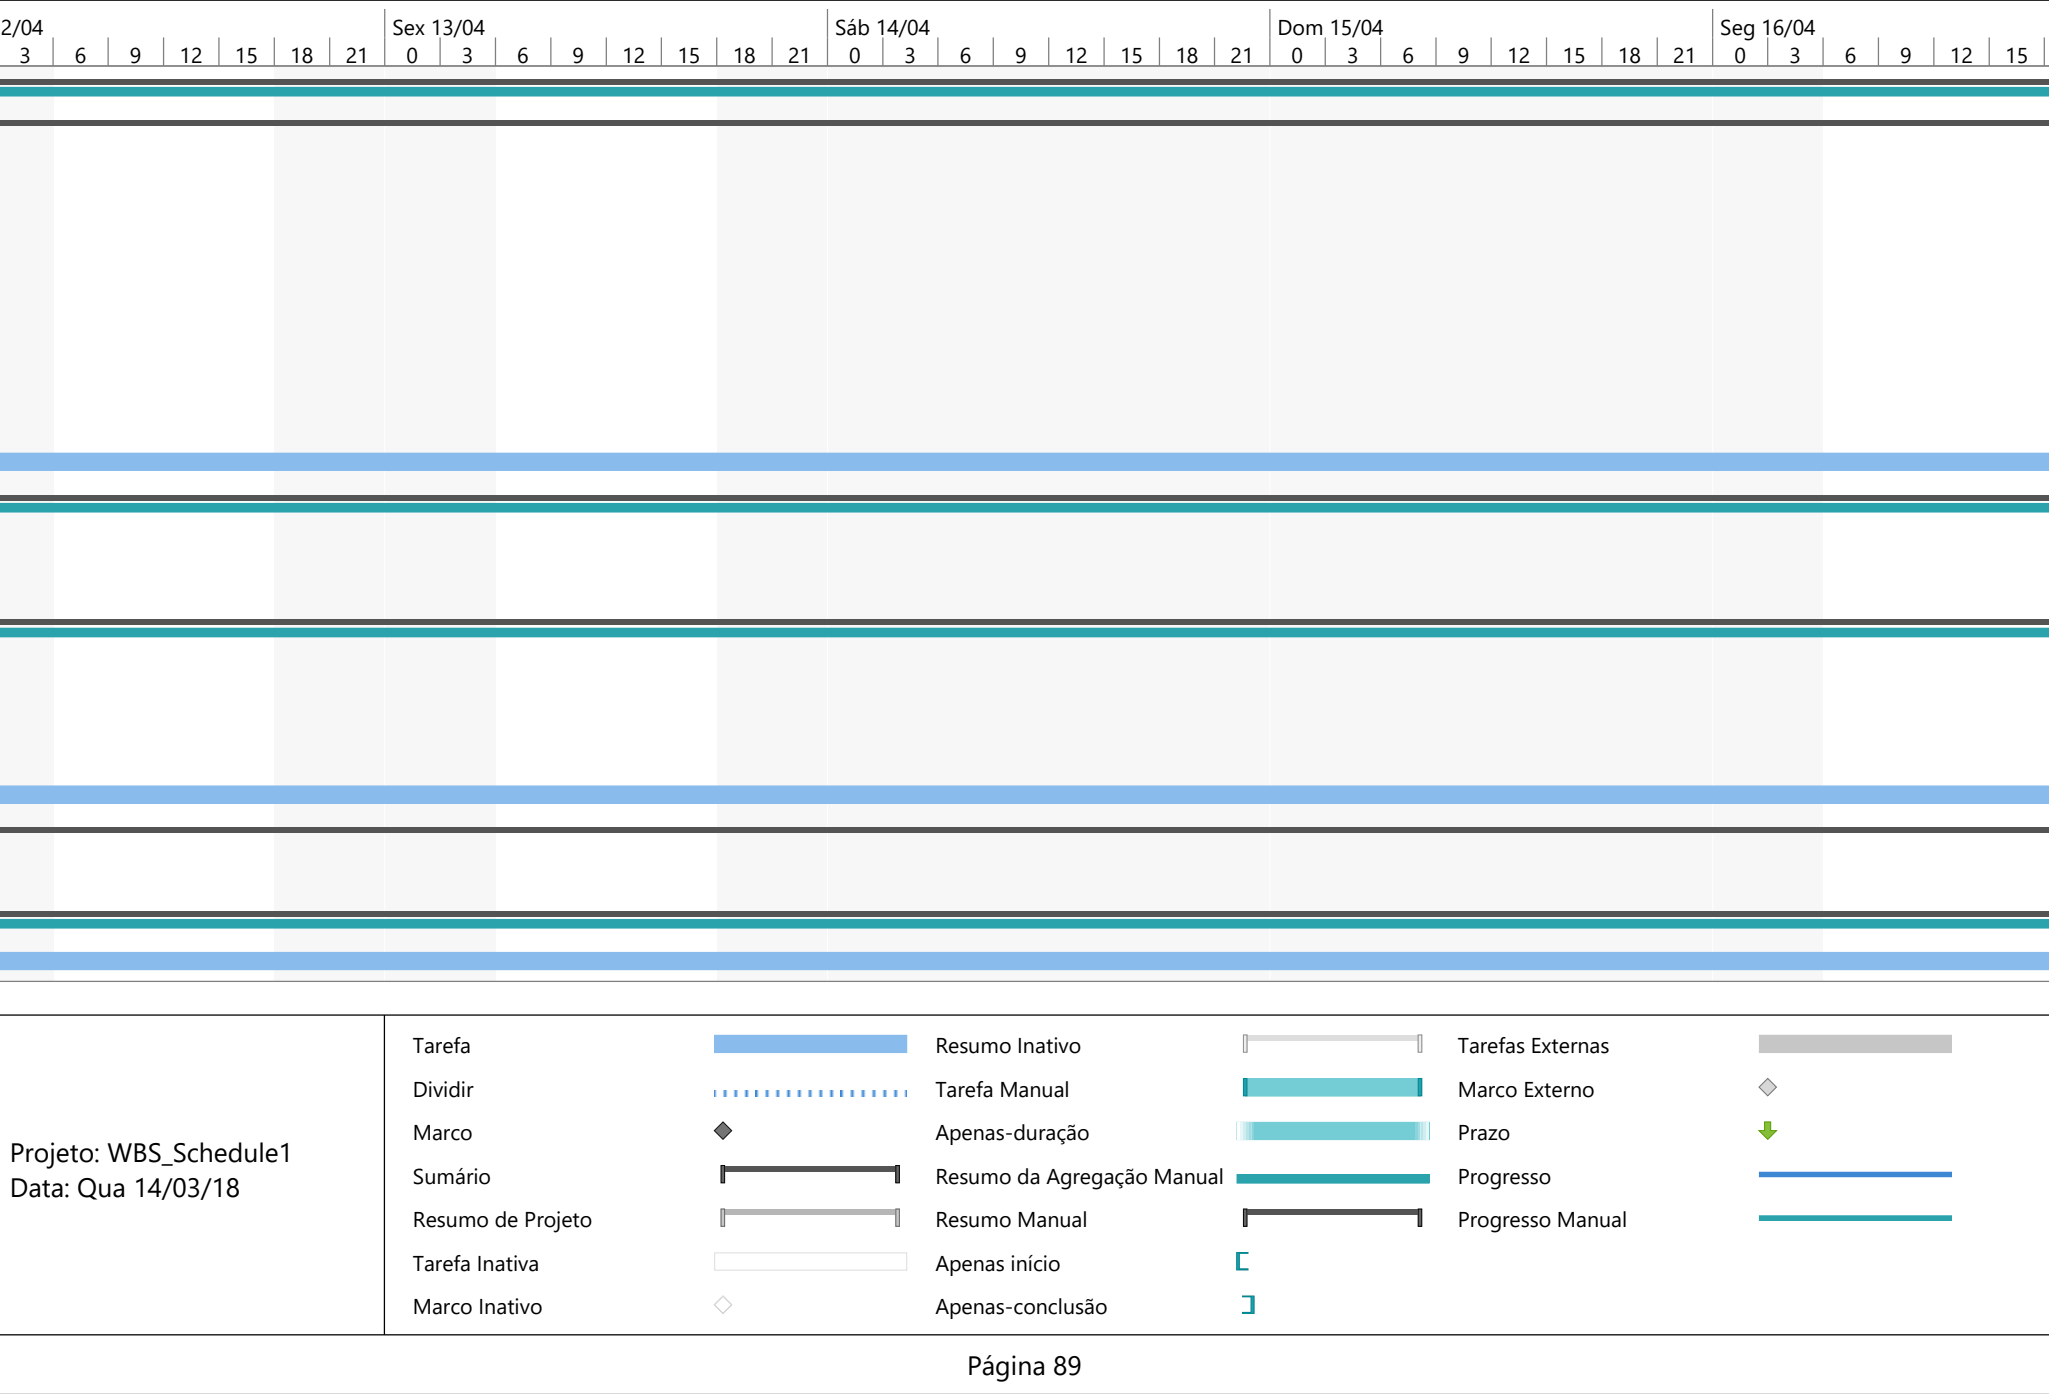 2/04 Sex 13/04 Sáb 14/04 Dom 15/04 Seg 16/04
3 6 9 12 15 18 21 0 3 6 9 12 15 18 21 0 3 6 9 12 15 18 21 0 3 6 9 12 15 18 21 0 3 6 9 12 15
Projeto: WBS_Schedule1
Data: Qua 14/03/18
Tarefa
Dividir
Marco
Sumário
Resumo de Projeto
Tarefa Inativa
Marco Inativo
Resumo Inativo
Tarefa Manual
Apenas-duração
Resumo da Agregação Manual
Resumo Manual
Apenas início
Apenas-conclusão
Tarefas Externas
Marco Externo
Prazo
Progresso
Progresso Manual
Página 89